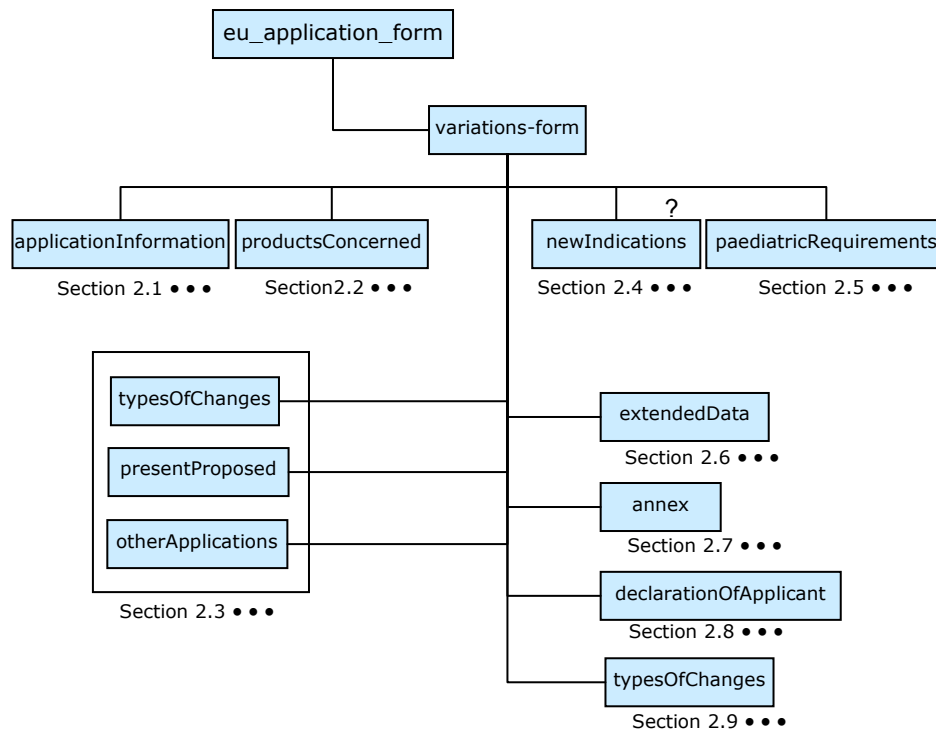 eu_application_form
variations-form
?
applicationInformation
productsConcerned
newIndications
paediatricRequirements
Section 2.1 ● ● ●
Section2.2 ● ● ●
Section 2.4 ● ● ●
Section 2.5 ● ● ●
typesOfChanges
presentProposed
otherApplications
Section 2.3 ● ● ●
extendedData
Section 2.6 ● ● ●
annex
Section 2.7 ● ● ●
declarationOfApplicant
Section 2.8 ● ● ●
typesOfChanges
Section 2.9 ● ● ●